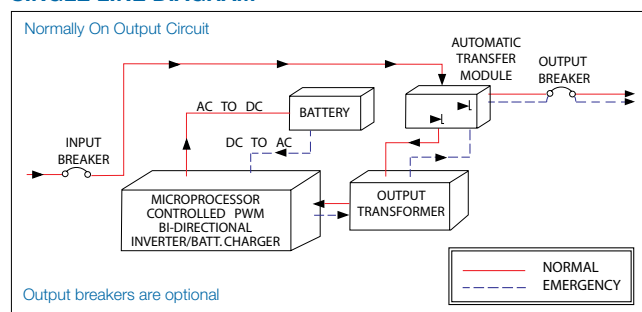 SINGLE LINE DIAGRAM
Normally On Output Circuit
AUTOMATIC
TRANSFER
MODULE
OUTPUT
BREAKER
AC TO DC
BATTERY
DC TO AC
INPUT
BREAKER
MICROPROCESSOR
CONTROLLED PWM
BI-DIRECTIONAL
INVERTER/BATT. CHARGER
OUTPUT
TRANSFORMER
NORMAL
EMERGENCY
Output breakers are optional